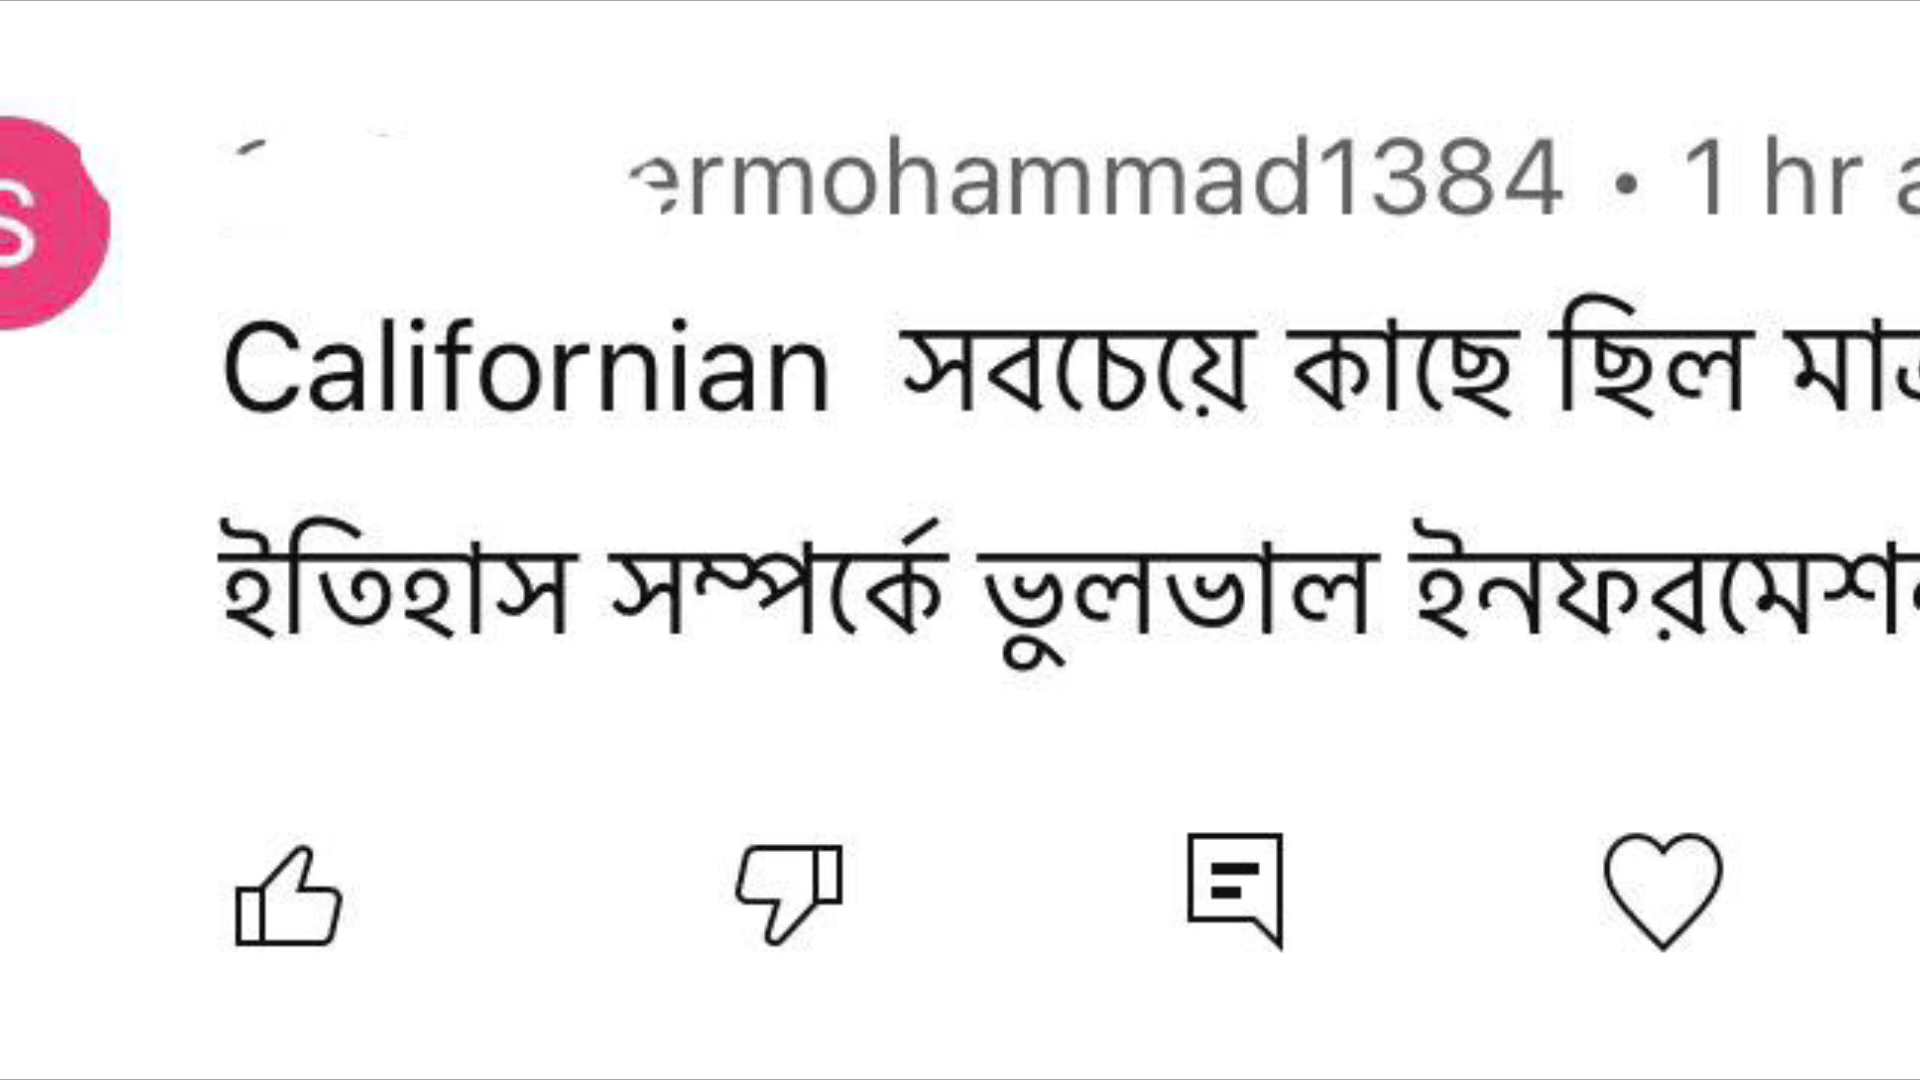 S
ermohammad1384 • 1 hr
Californian সবচেয়ে কাছে ছিল
ইতিহাস সম্পর্কে ভুলভাল